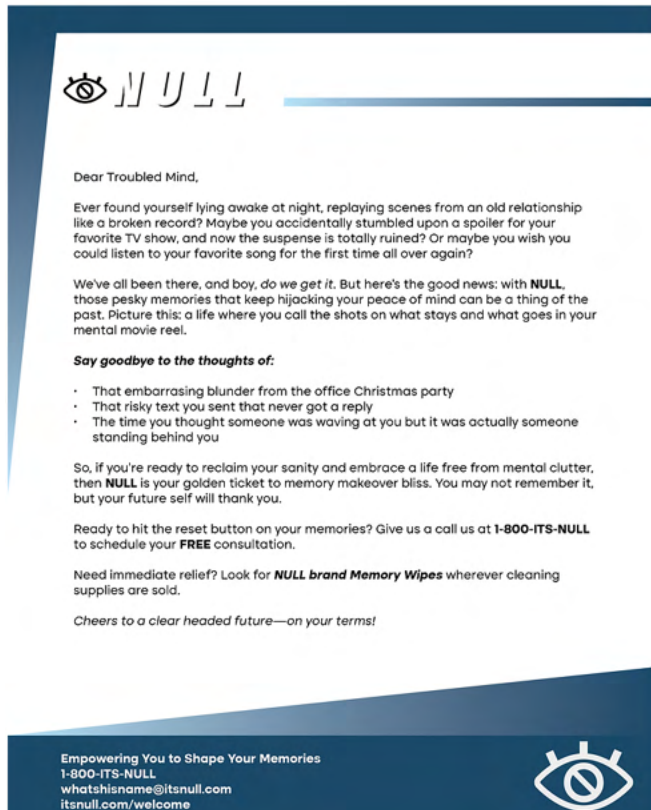 NULL
Dear Troubled Mind,
Ever found yourself lying awake at night, replaying scenes from an old relationship
like a broken record? Maybe you accidentally stumbled upon a spoiler for your
favorite TV show, and now the suspense is totally ruined? Or maybe you wish you
could listen to your favorite song for the first time all over again?
We've all been there, and boy, do we get it. But here's the good news: with NULL,
those pesky memories that keep hijacking your peace of mind can be a thing of the
past. Picture this: a life where you call the shots on what stays and what goes in your
mental movie reel.
Say goodbye to the thoughts of:
• That embarrasing blunder from the office Christmas party
• That risky text you sent that never got a reply
• The time you thought someone was waving at you but it was actually someone
standing behind you
So, if you're ready to reclaim your sanity and embrace a life free from mental clutter,
then NULL is your golden ticket to memory makeover bliss. You may not remember it,
but your future self will thank you.
Ready to hit the reset button on your memories? Give us a call us at 1-800-ITS-NULL
to schedule your FREE consultation.
Need immediate relief? Look for NULL brand Memory Wipes wherever cleaning
supplies are sold.
Cheers to a clear headed future—on your terms!
Empowering You to Shape Your Memories
1-800-ITS-NULL
whatshisname@itsnull.com
itsnull.com/welcome